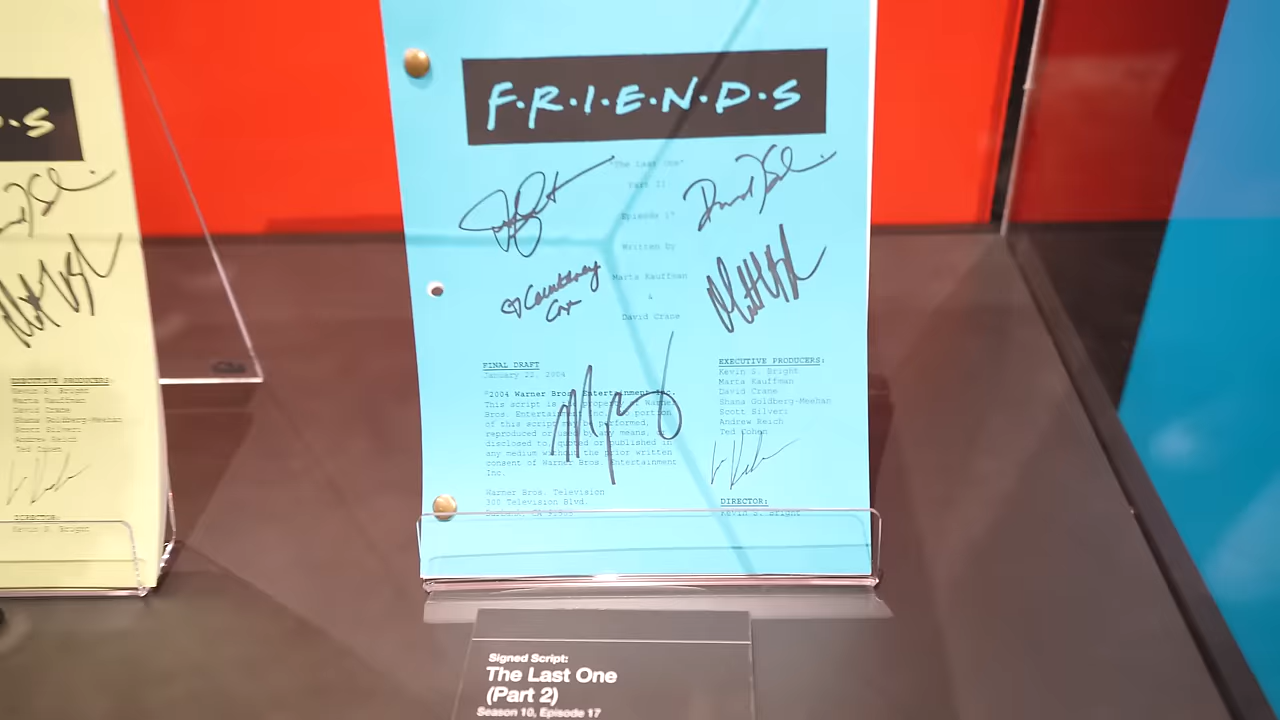 F·R·I·E·N·D·S
"The Last One"
Part II
Episode 17
Written by
Marta Kauffman
&
David Crane
♡ Courteney
Cox
FINAL DRAFT
January 22, 2004
EXECUTIVE PRODUCERS:
Kevin S. Bright
Marta Kauffman
David Crane
Shana Goldberg-Meehan
Scott Silveri
Andrew Reich
Ted Cohen
©2004 Warner Bros. Entertainment Inc.
This script is the property of Warner
Bros. Entertainment Inc. No portion
of this script may be performed,
reproduced or used by any means, or
disclosed to, quoted or published in
any medium without the prior written
consent of Warner Bros. Entertainment
Inc.
Warner Bros. Television
300 Television Blvd.
Burbank, CA 91505
DIRECTOR:
Kevin S. Bright
·S
EXECUTIVE PRODUCERS:
Kevin S. Bright
Marta Kauffman
David Crane
Shana Goldberg-Meehan
Scott Silveri
Andrew Reich
Ted Cohen
DIRECTOR:
Kevin S. Bright
Signed Script:
The Last One
(Part 2)
Season 10, Episode 17